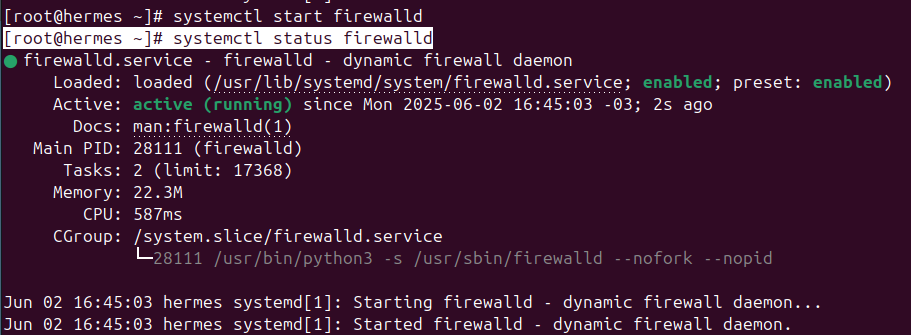 [root@hermes ~]# systemctl start firewalld
[root@hermes ~]# systemctl status firewalld
● firewalld.service - firewalld - dynamic firewall daemon
Loaded: loaded (/usr/lib/systemd/system/firewalld.service; enabled; preset: enabled)
Active: active (running) since Mon 2025-06-02 16:45:03 -03; 2s ago
Docs: man:firewalld(1)
Main PID: 28111 (firewalld)
Tasks: 2 (limit: 17368)
Memory: 22.3M
CPU: 587ms
CGroup: /system.slice/firewalld.service
└─28111 /usr/bin/python3 -s /usr/sbin/firewalld --nofork --nopid
Jun 02 16:45:03 hermes systemd[1]: Starting firewalld - dynamic firewall daemon...
Jun 02 16:45:03 hermes systemd[1]: Started firewalld - dynamic firewall daemon.